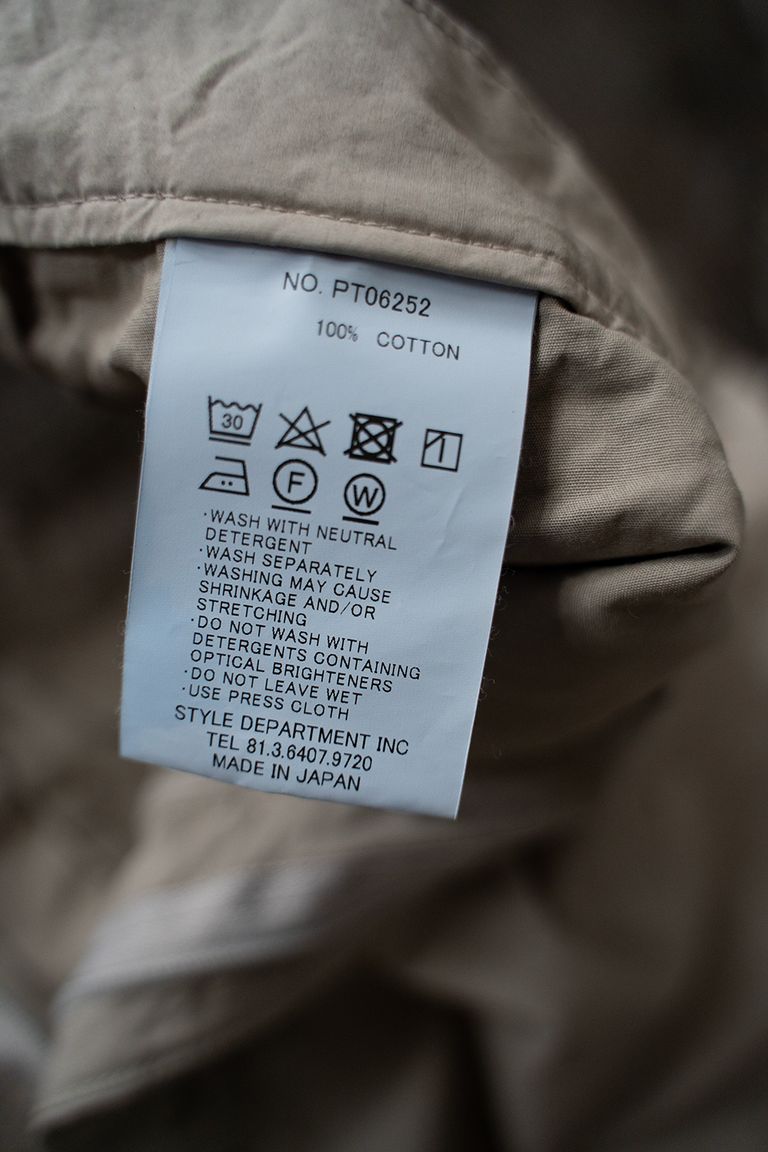 NO. PT06252
100% COTTON
30
F W
·WASH WITH NEUTRAL
DETERGENT
·WASH SEPARATELY
·WASHING MAY CAUSE
SHRINKAGE AND/OR
STRETCHING
·DO NOT WASH WITH
DETERGENTS CONTAINING
OPTICAL BRIGHTENERS
·DO NOT LEAVE WET
·USE PRESS CLOTH
STYLE DEPARTMENT INC
TEL 81.3.6407.9720
MADE IN JAPAN